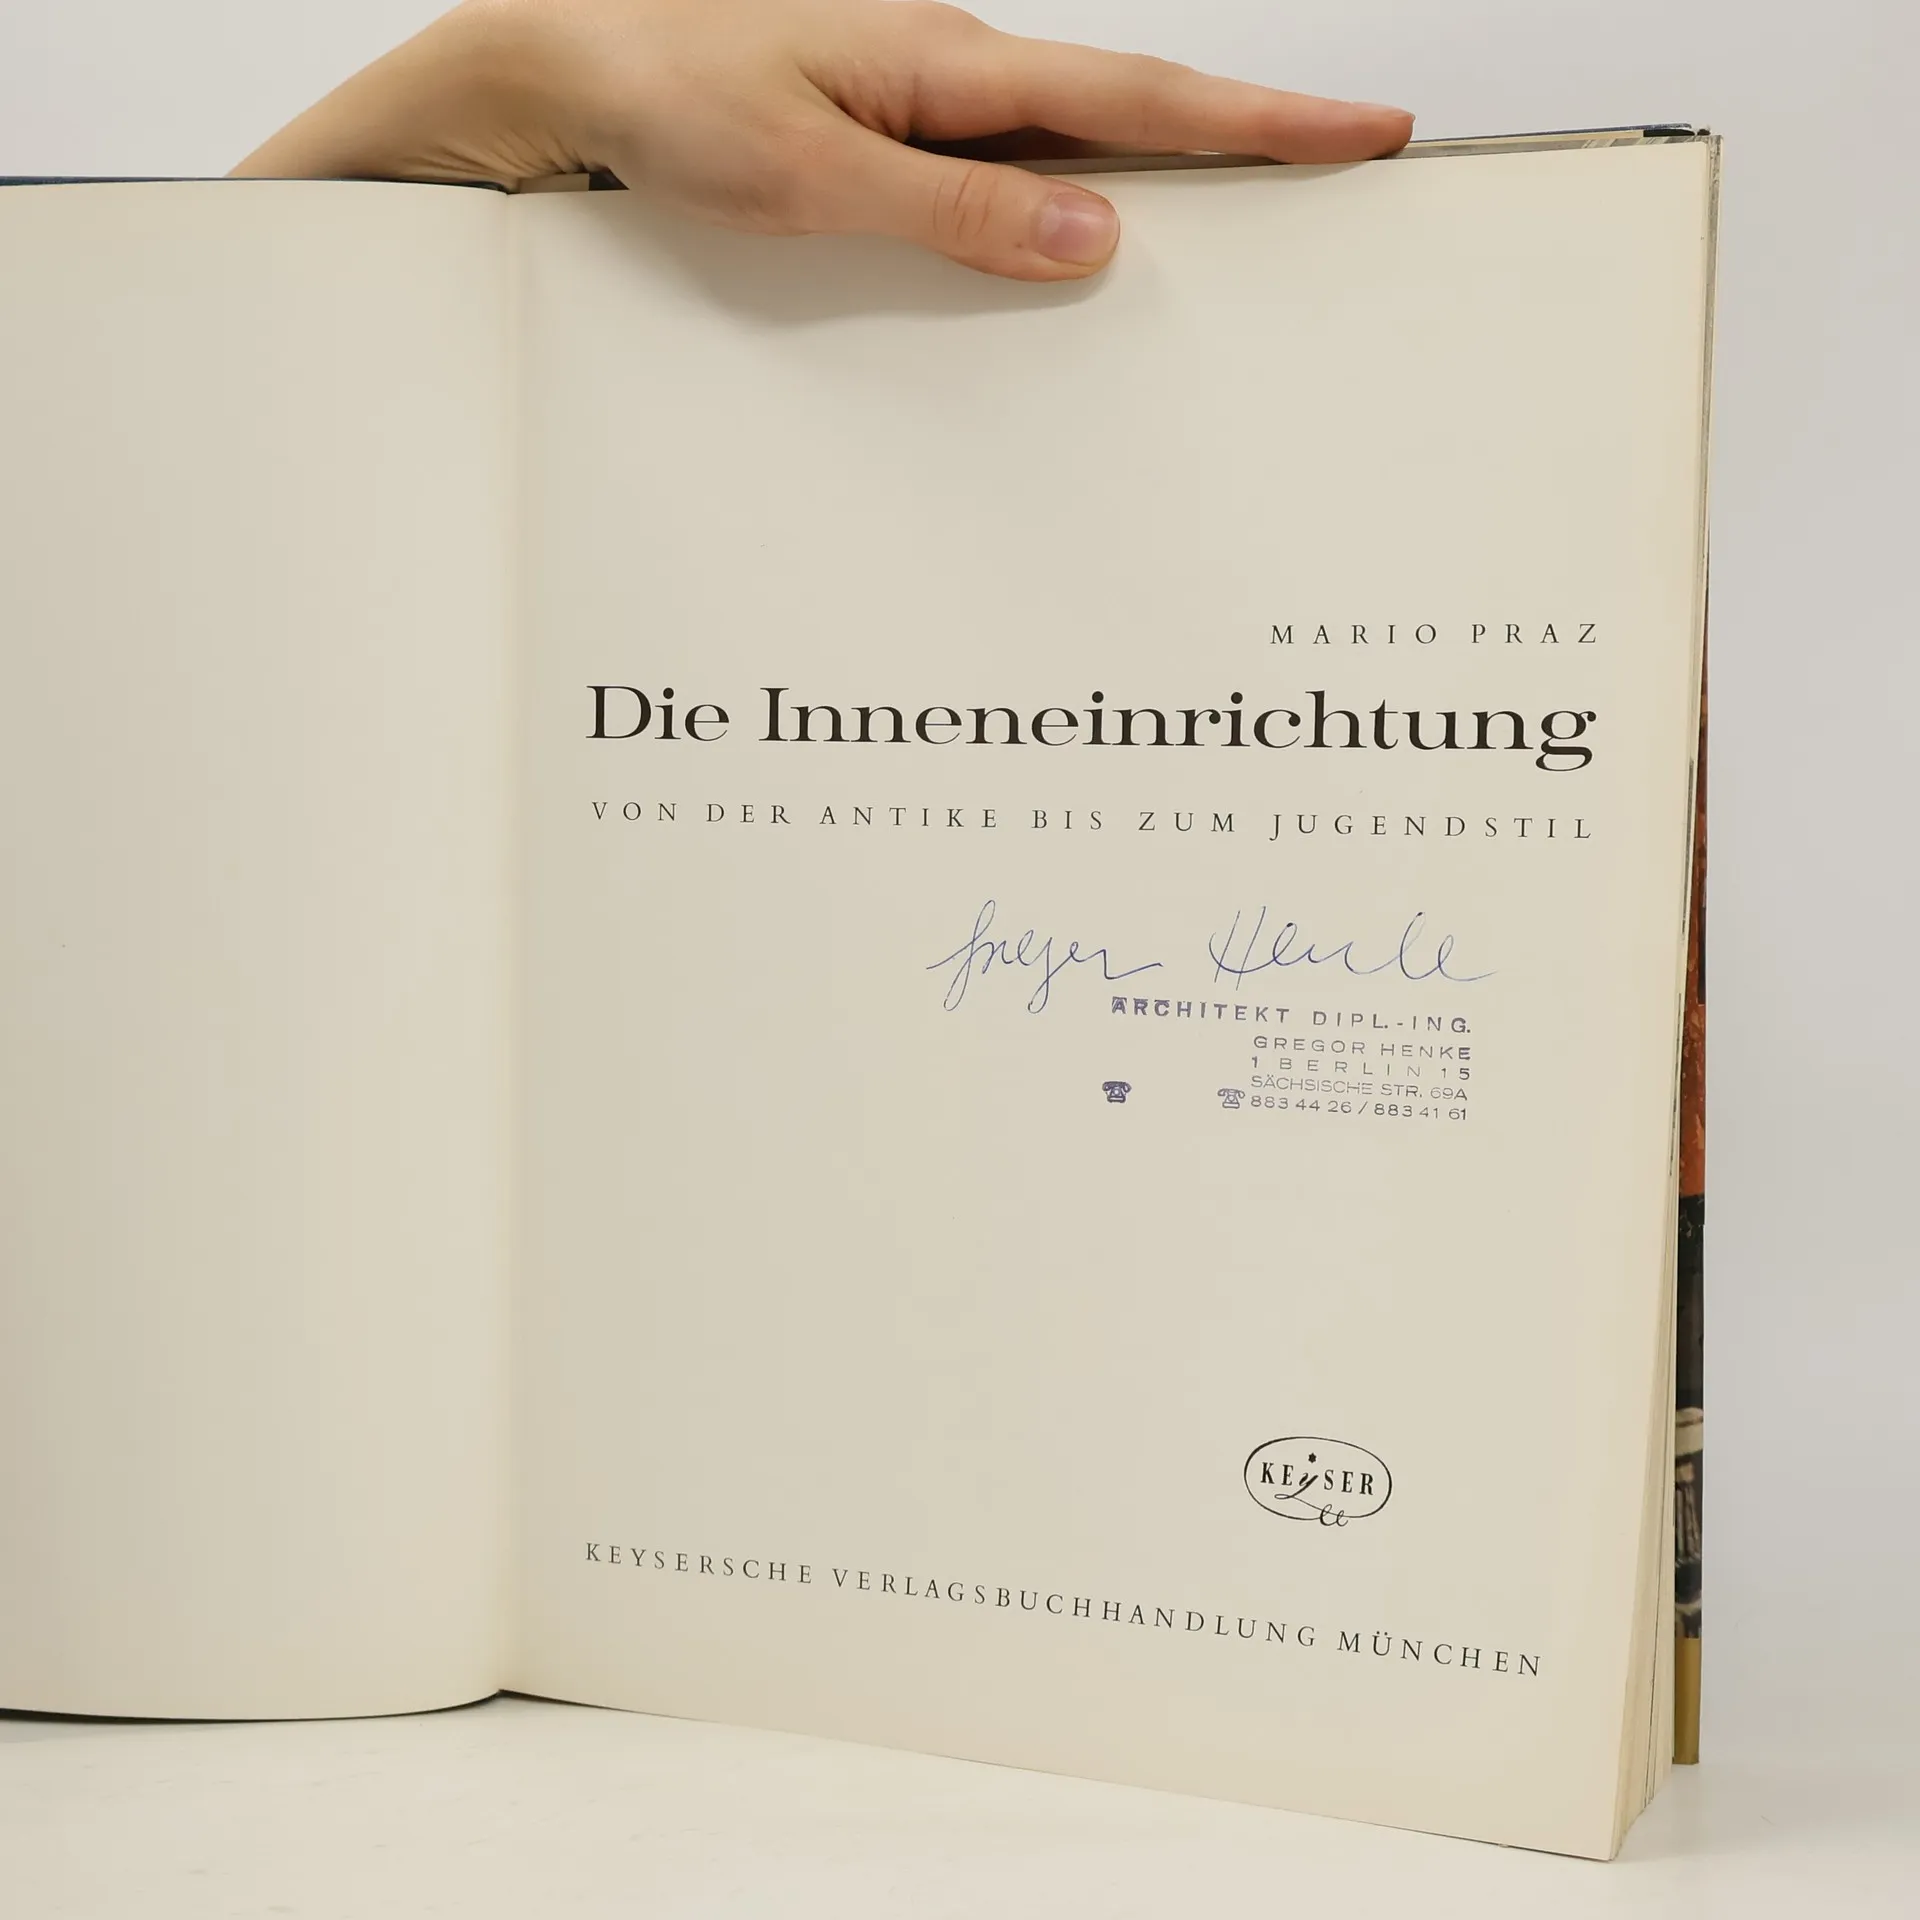 MARIO PRAZ
Die Inneneinrichtung
VON DER ANTIKE BIS ZUM JUGENDSTIL
Gregor Henke
ARCHITEKT DIPL.-ING.
GREGOR HENKE
1 BERLIN 15
SÄCHSISCHE STR. 69A
☎ ☎ 883 44 26 / 883 41 61
KEYSER
KEYSERSCHE VERLAGSBUCHHANDLUNG MÜNCHEN